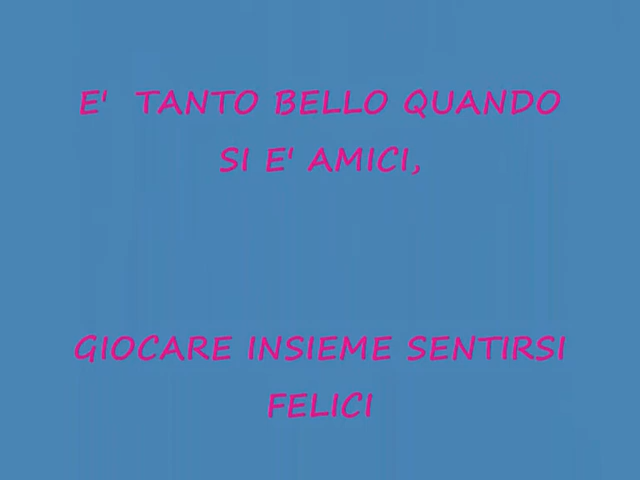 E' TANTO BELLO QUANDO
SI E' AMICI,
GIOCARE INSIEME SENTIRSI
FELICI